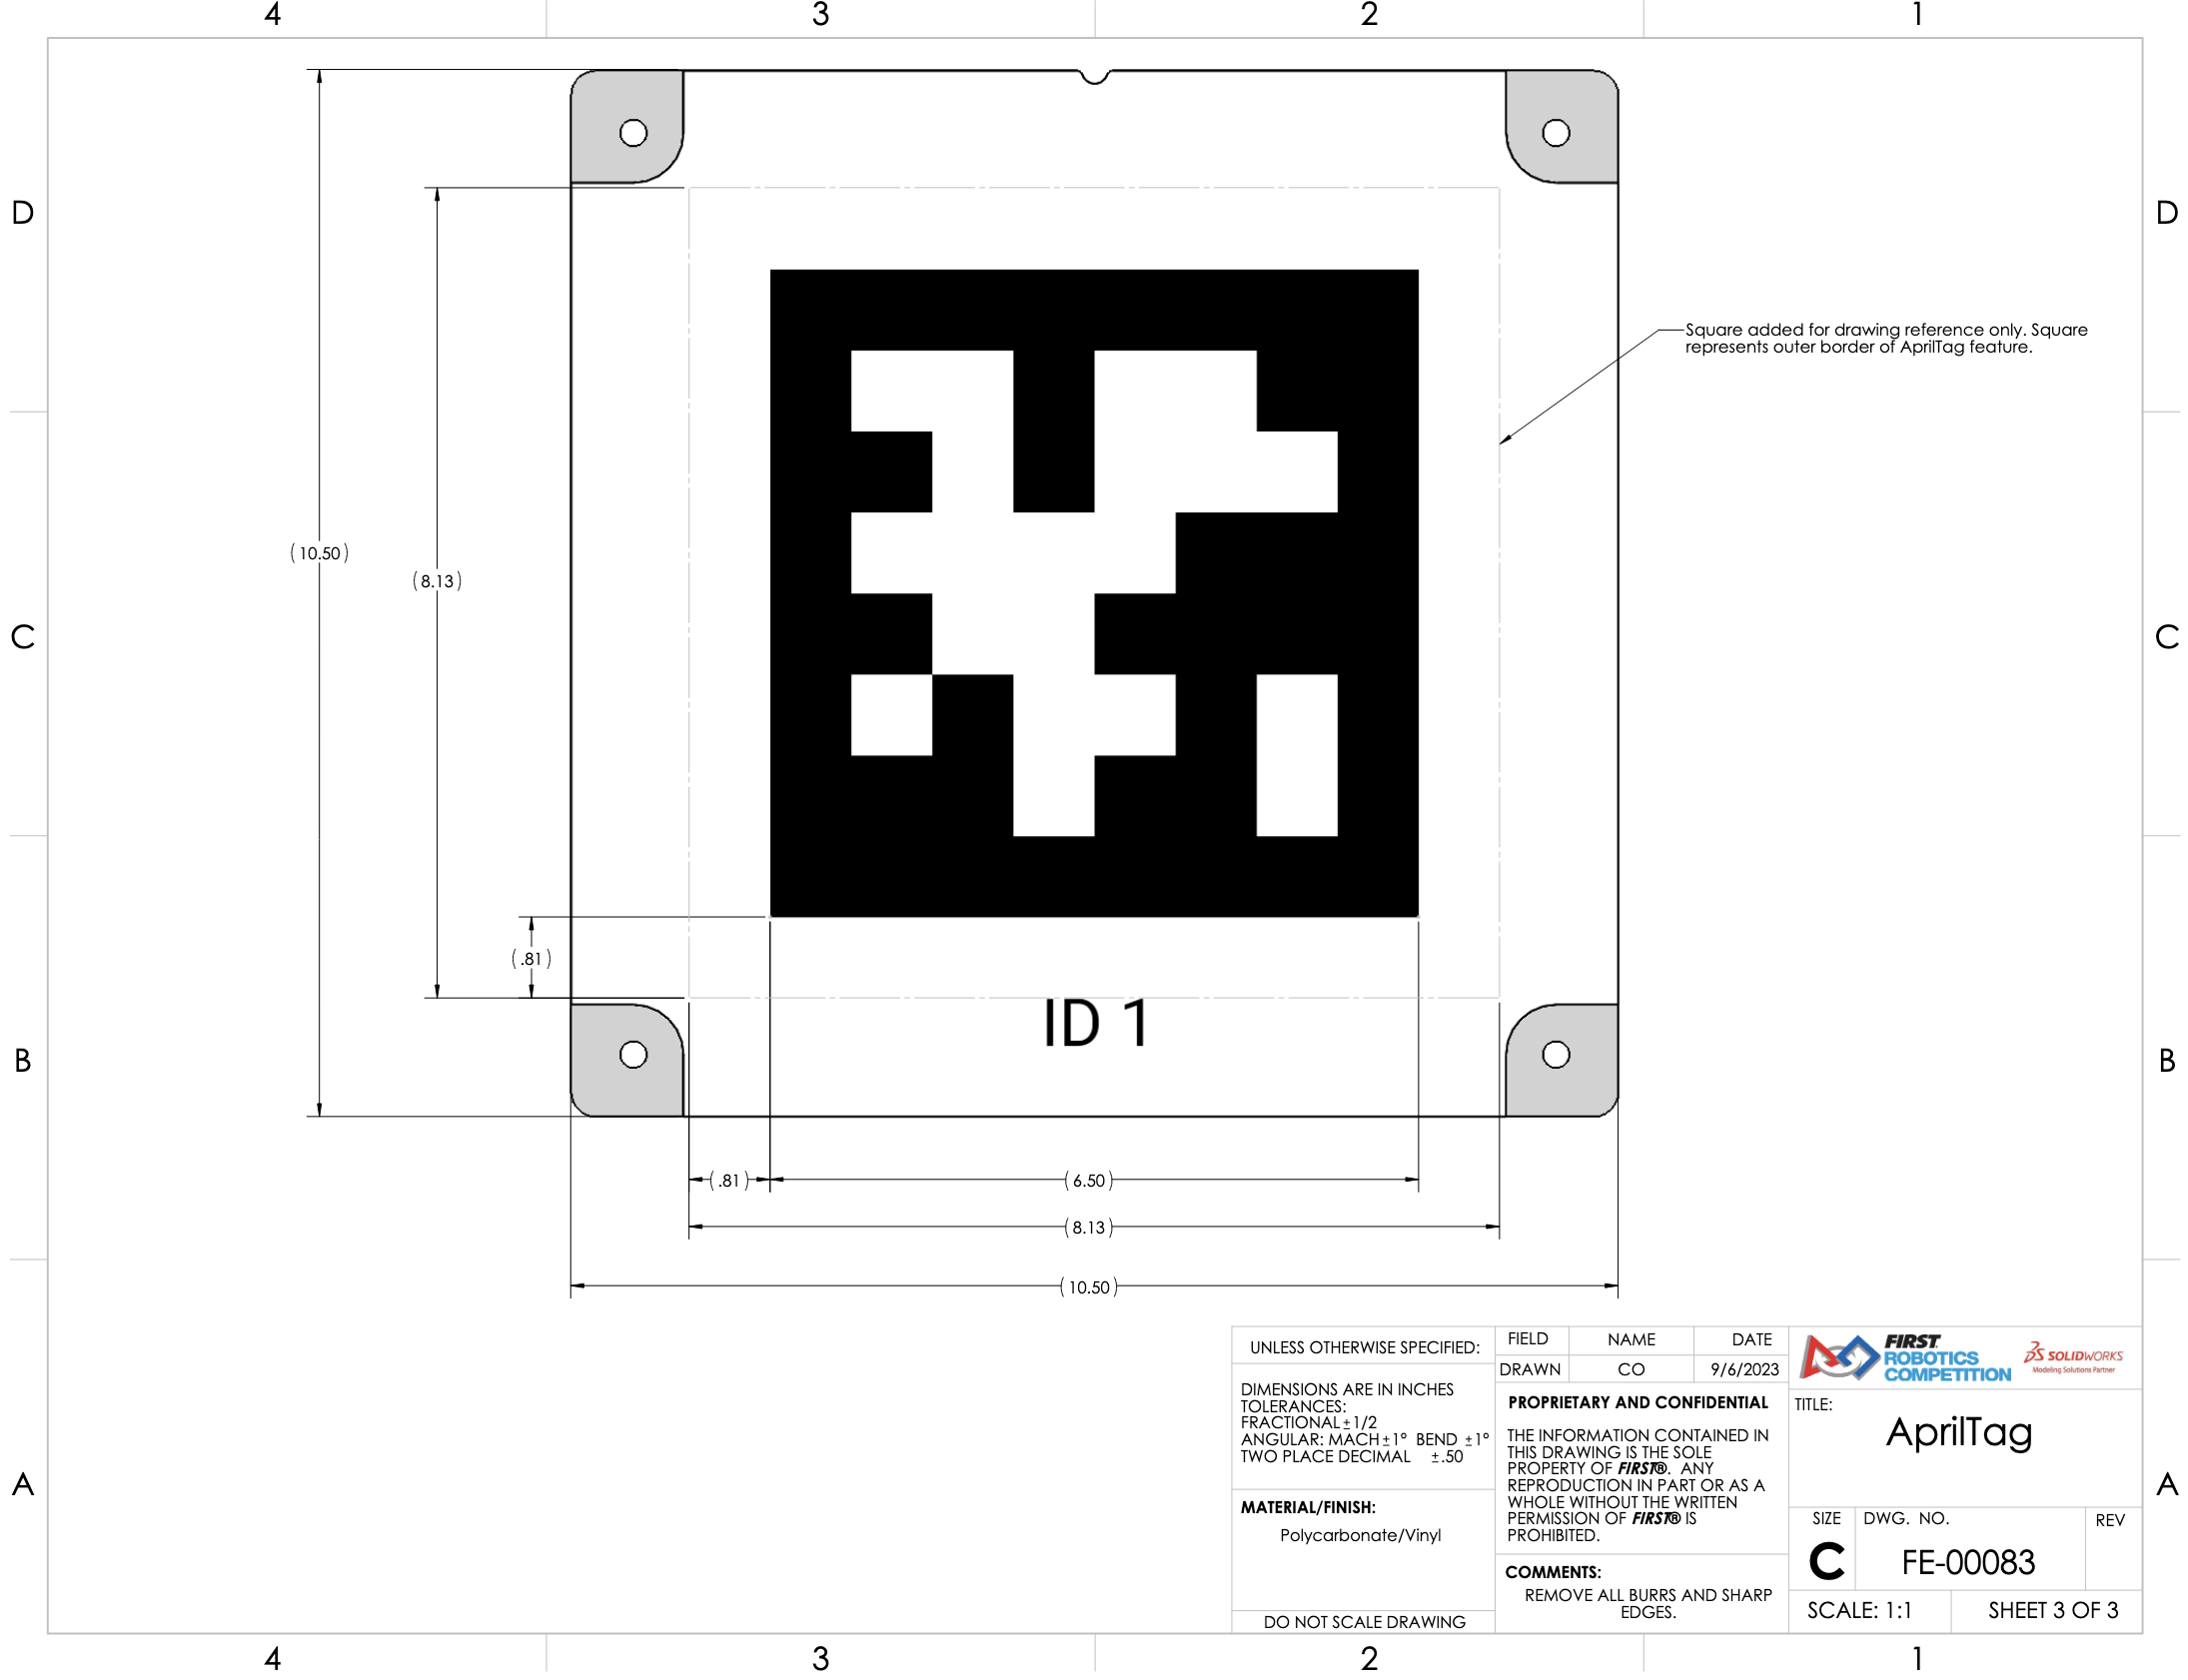 4 3 2 1
D D
Square added for drawing reference only. Square
represents outer border of AprilTag feature.
(10.50)
(8.13)
C C
(.81)
ID 1
B B
(.81) (6.50)
(8.13)
(10.50)
A A
UNLESS OTHERWISE SPECIFIED:
DIMENSIONS ARE IN INCHES
TOLERANCES:
FRACTIONAL ± 1/2
ANGULAR: MACH ± 1° BEND ± 1°
TWO PLACE DECIMAL ±.50
MATERIAL/FINISH:
Polycarbonate/Vinyl
DO NOT SCALE DRAWING
FIELD NAME DATE
DRAWN CO 9/6/2023
PROPRIETARY AND CONFIDENTIAL
THE INFORMATION CONTAINED IN
THIS DRAWING IS THE SOLE
PROPERTY OF FIRST®. ANY
REPRODUCTION IN PART OR AS A
WHOLE WITHOUT THE WRITTEN
PERMISSION OF FIRST® IS
PROHIBITED.
COMMENTS:
REMOVE ALL BURRS AND SHARP
EDGES.
FIRST
ROBOTICS
COMPETITION
SOLIDWORKS
Modeling Solutions Partner
TITLE:
AprilTag
SIZE DWG. NO. REV
C FE-00083
SCALE: 1:1 SHEET 3 OF 3
4 3 2 1